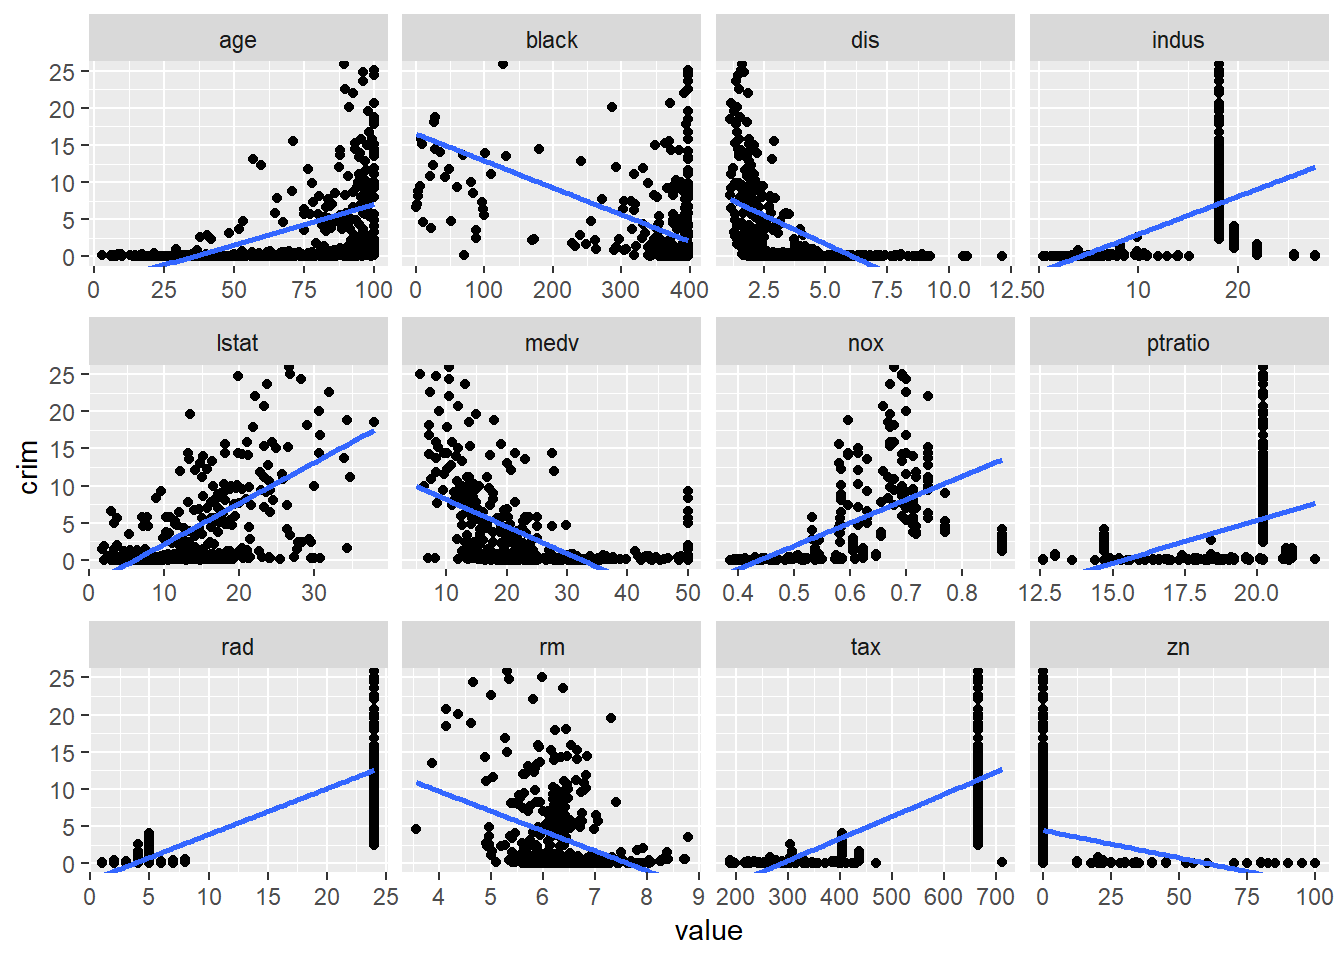 age black dis indus
25
20
15
10
5
0
0 25 50 75 100 0 100 200 300 400 2.5 5.0 7.5 10.0 12.5 10 20
lstat medv nox ptratio
25
20
15
10
5
0
0 10 20 30 10 20 30 40 50 0.4 0.5 0.6 0.7 0.8 12.5 15.0 17.5 20.0
crim
rad rm tax zn
25
20
15
10
5
0
0 5 10 15 20 25 4 5 6 7 8 9 200 300 400 500 600 700 0 25 50 75 100
value